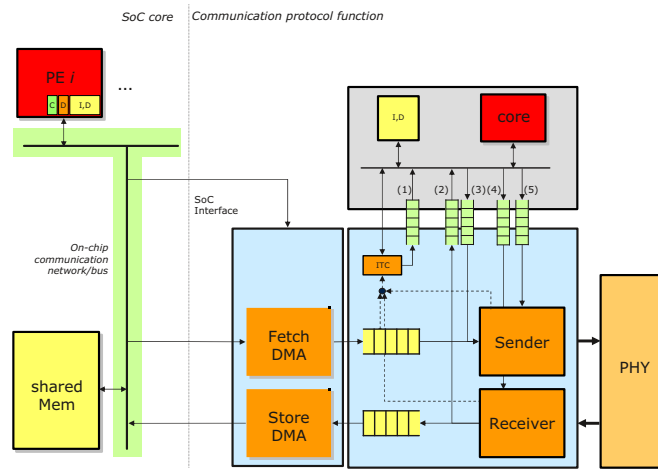 SoC core
Communication protocol function
PE i
C D I,D
...
I,D
core
(1) (2) (3) (4) (5)
SoC
Interface
On-chip
communication
network/bus
ITC
Fetch
DMA
Sender
PHY
shared
Mem
Store
DMA
Receiver